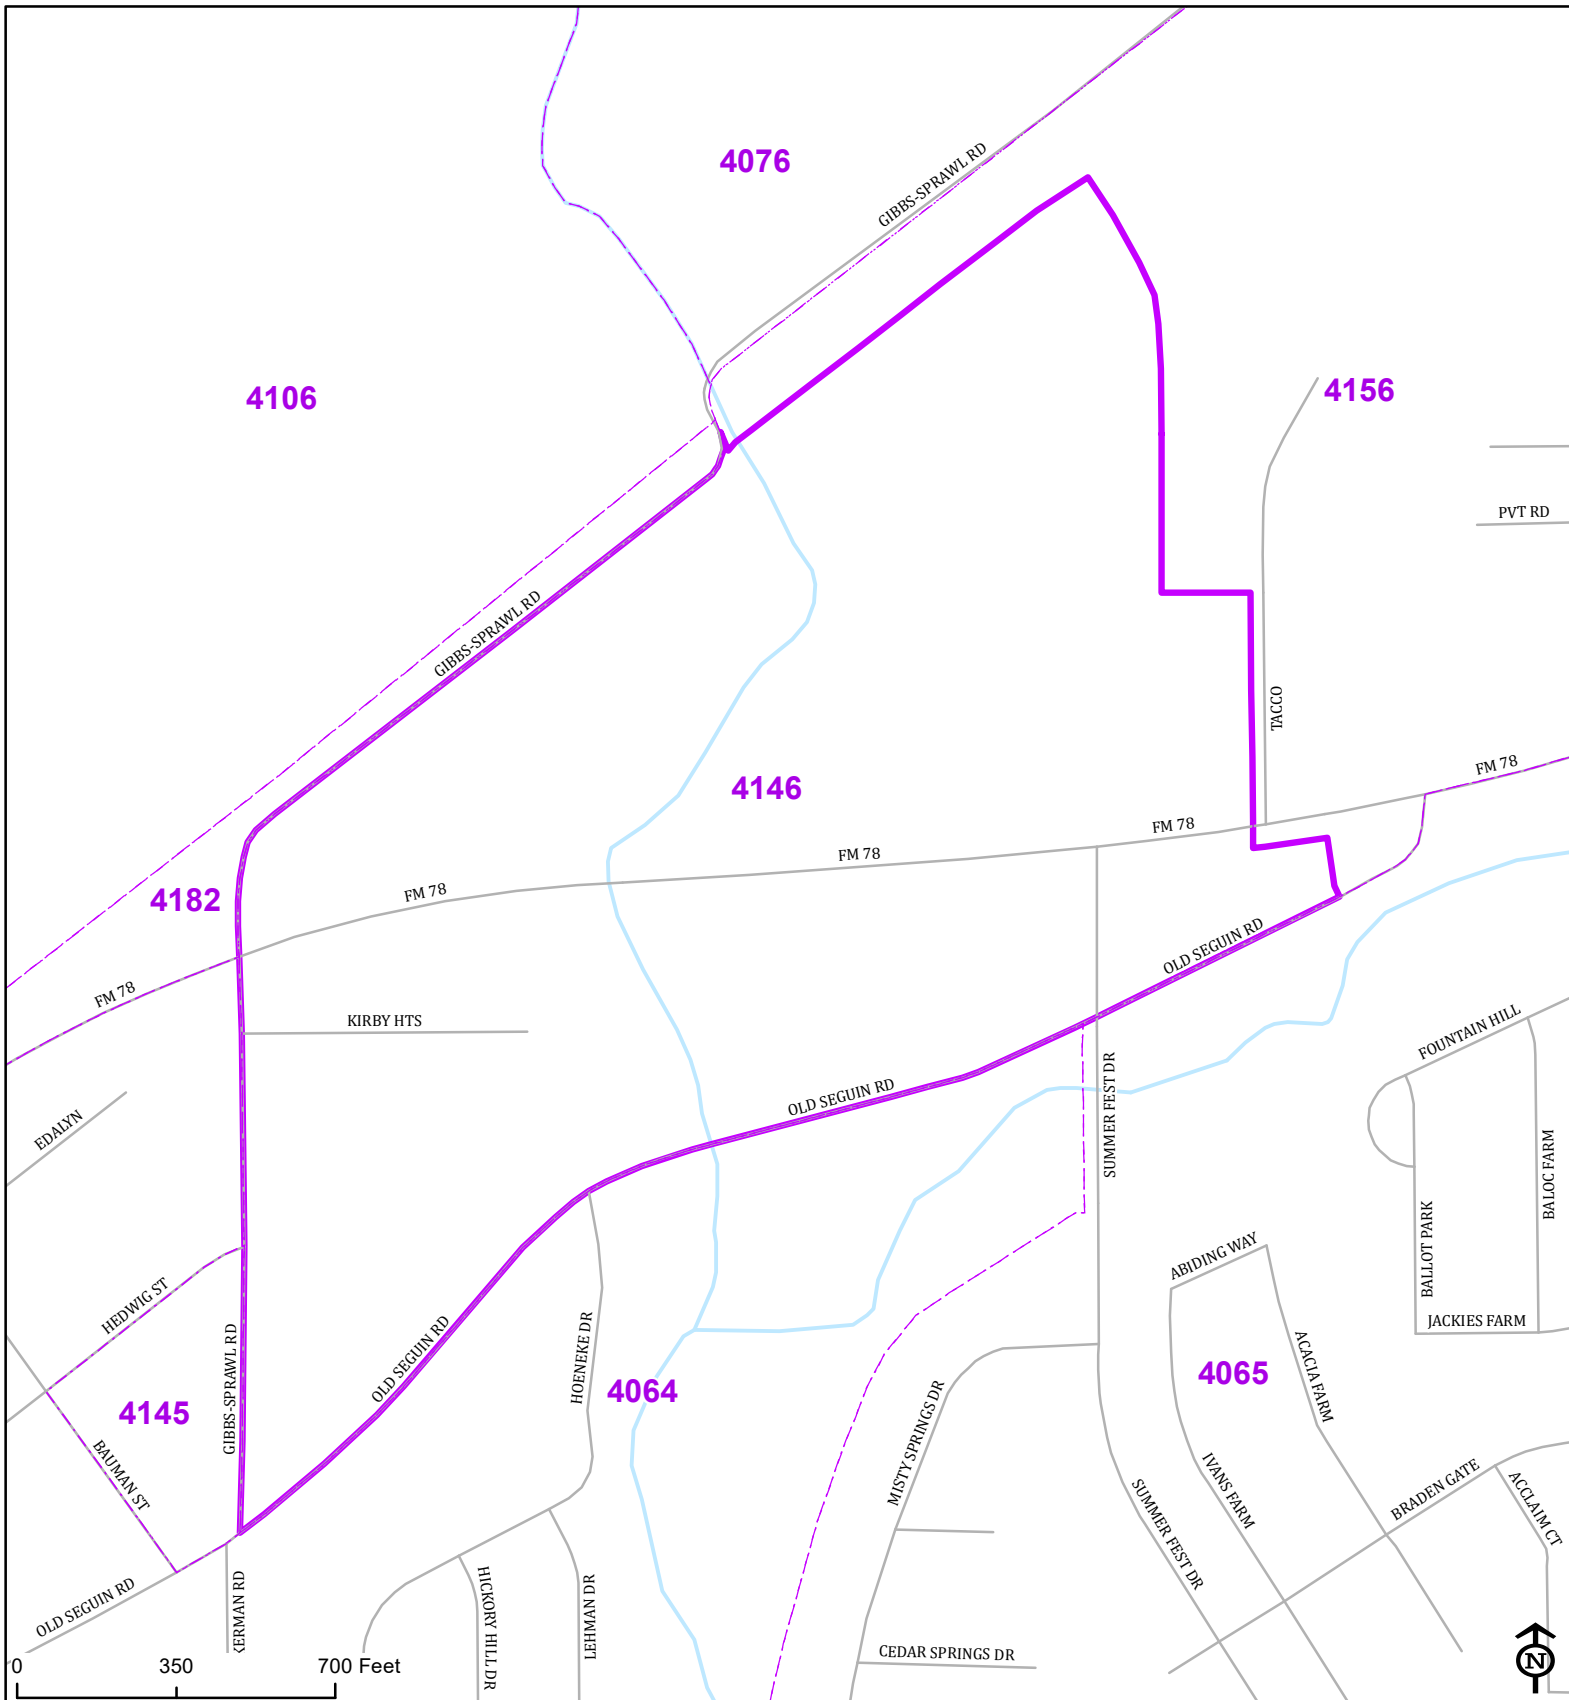 4076
GIBBS-SPRAWL RD
4106
4156
PVT RD
GIBBS-SPRAWL RD
TACCO
FM 78
4146
FM 78
FM 78
FM 78
4182
FM 78
OLD SEGUIN RD
KIRBY HTS
FOUNTAIN HILL
EDALYN
OLD SEGUIN RD
SUMMER FEST DR
BALOC FARM
BALLOT PARK
ABIDING WAY
HEDWIG ST
GIBBS-SPRAWL RD
OLD SEGUIN RD
HOENEKE DR
JACKIES FARM
4064
4065
ACACIA FARM
4145
MISTY SPRINGS DR
BAUMAN ST
IVANS FARM
BRADEN GATE
ACCLAIM CT
SUMMER FEST DR
OLD SEGUIN RD
KERMAN RD
HICKORY HILL DR
LEHMAN DR
CEDAR SPRINGS DR
0 350 700 Feet
N